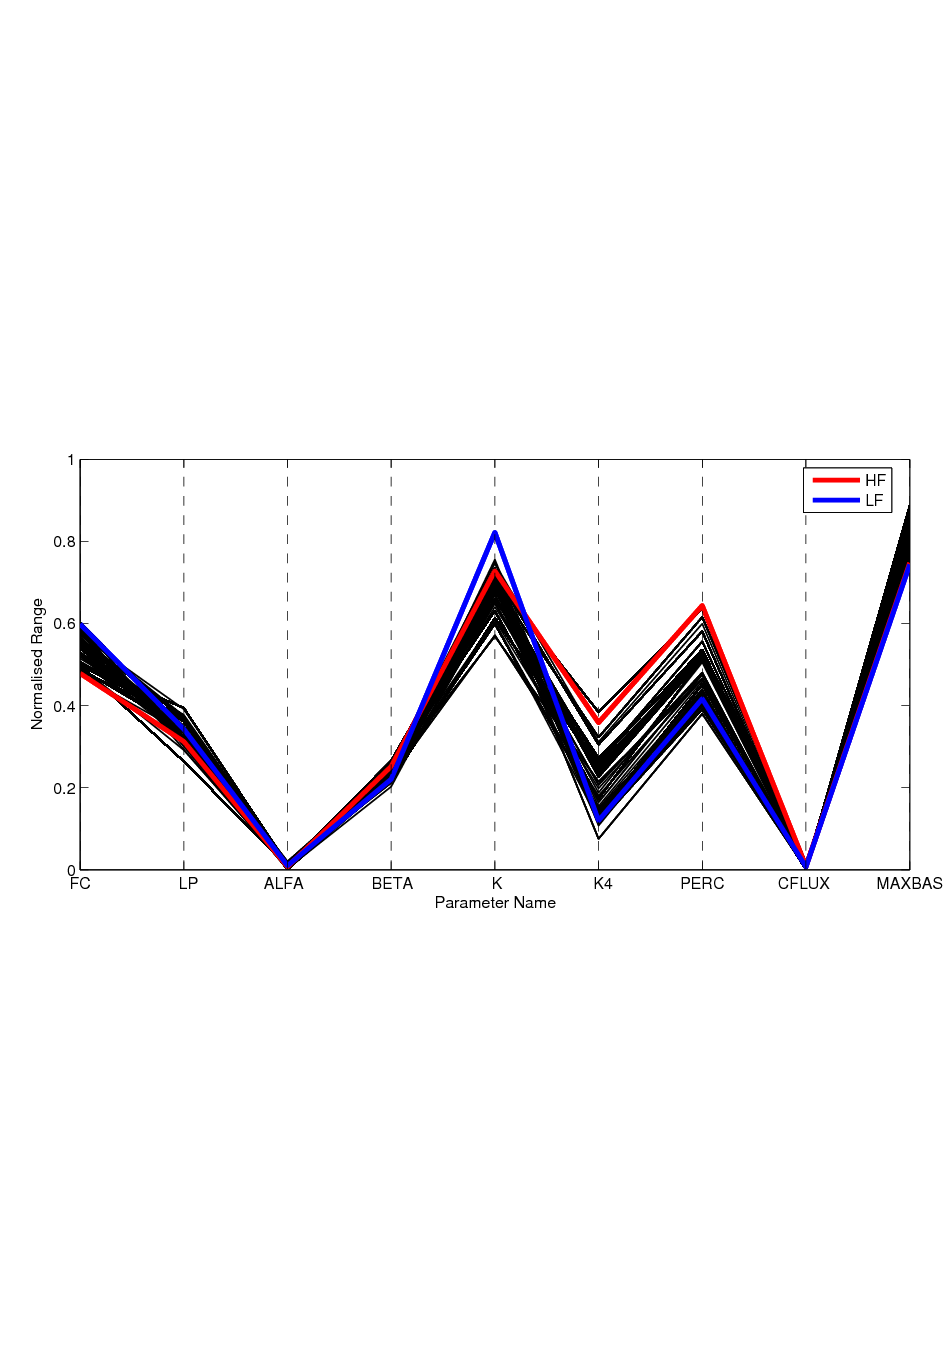 1
HF
LF
0.8
0.6
Normalised Range
0.4
0.2
0
FC LP ALFA BETA K K4 PERC CFLUX MAXBAS
Parameter Name